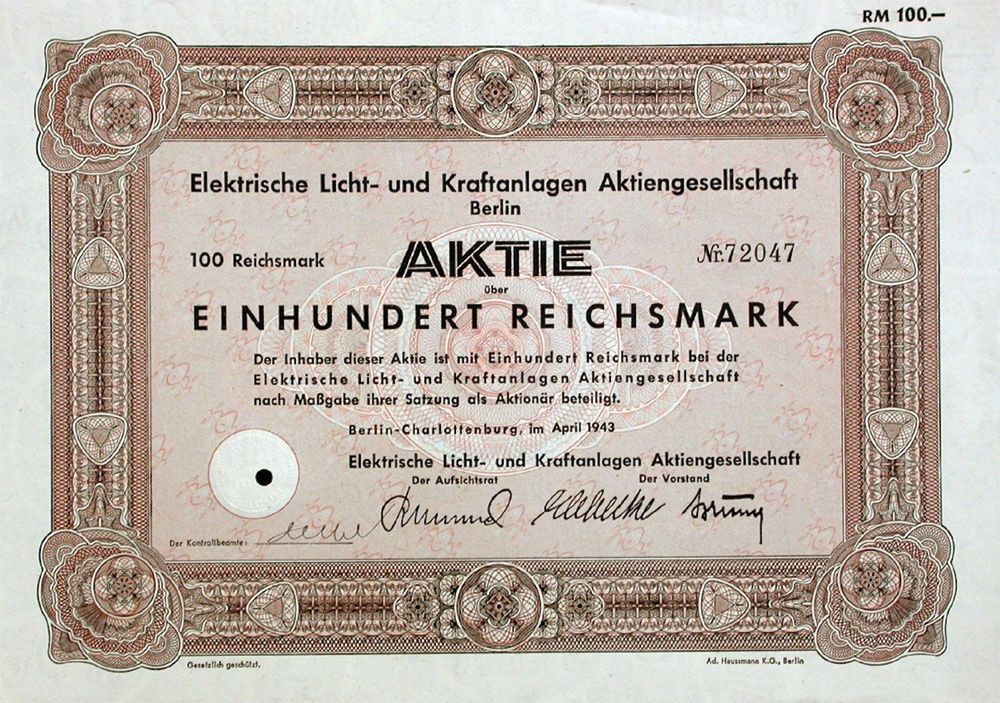 RM 100.—
Elektrische Licht- und Kraftanlagen Aktiengesellschaft
Berlin
100 Reichsmark AKTIE Nr. 72047
über
EINHUNDERT REICHSMARK
Der Inhaber dieser Aktie ist mit Einhundert Reichsmark bei der
Elektrische Licht- und Kraftanlagen Aktiengesellschaft
nach Maßgabe ihrer Satzung als Aktionär beteiligt.
Berlin-Charlottenburg, im April 1943
Elektrische Licht- und Kraftanlagen Aktiengesellschaft
Der Aufsichtsrat Der Vorstand
Der Kontrollbeamte:
Gesetzlich geschützt. Ad. Haussmann K.G., Berlin